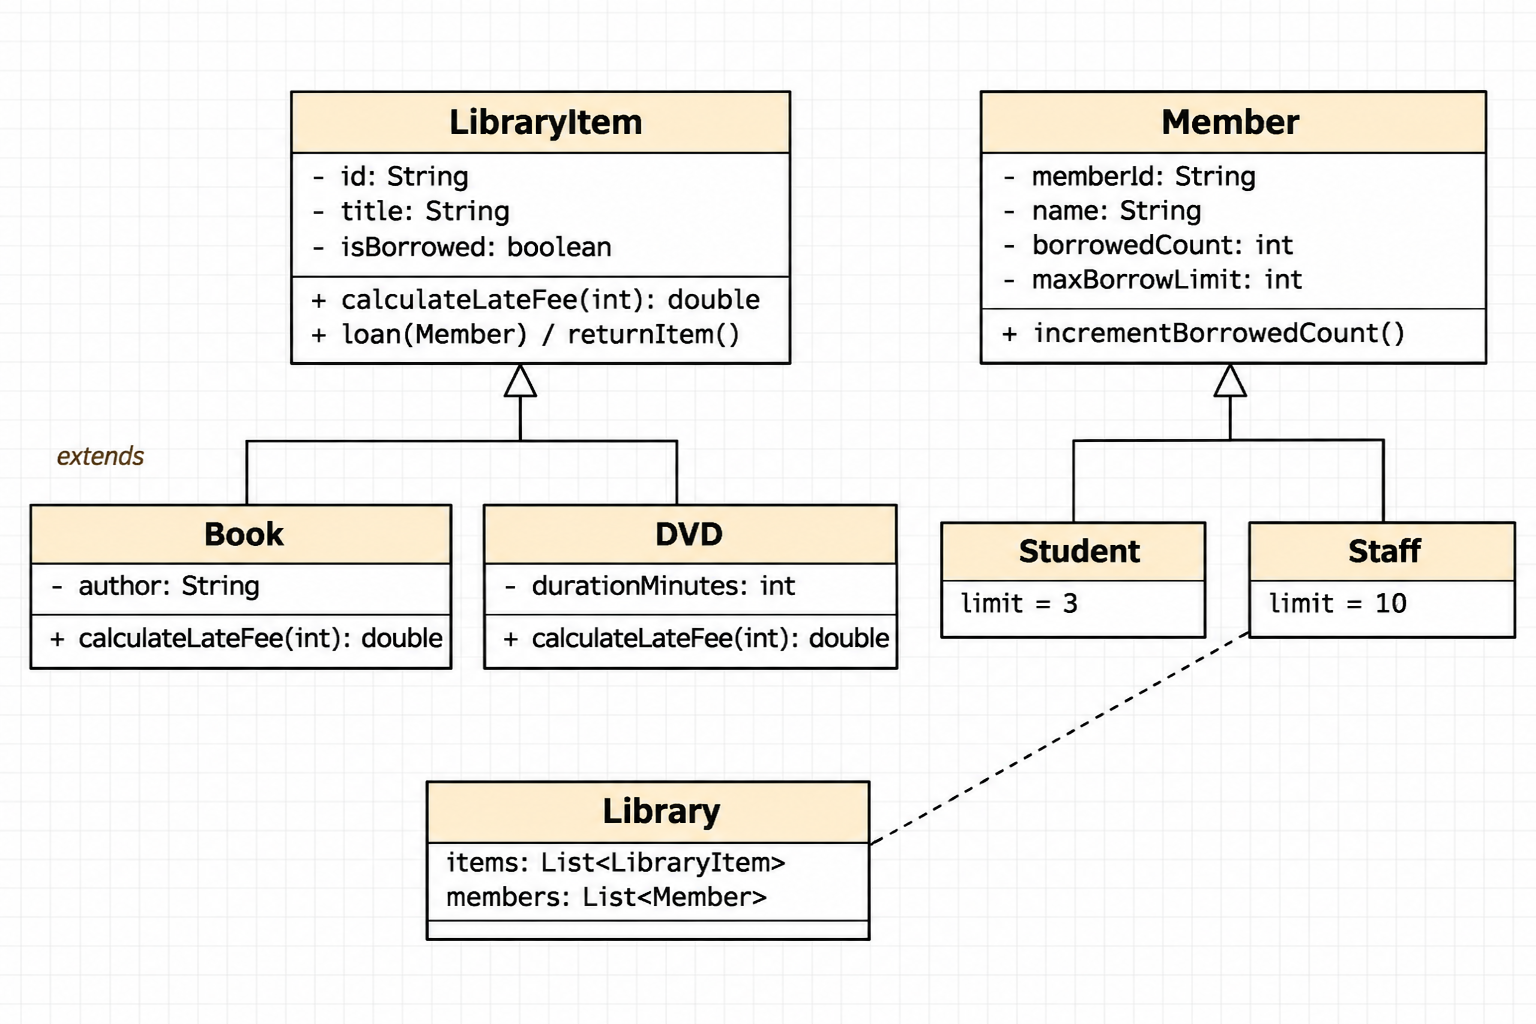 LibraryItem
- id: String
- title: String
- isBorrowed: boolean
+ calculateLateFee(int): double
+ loan(Member) / returnItem()
Member
- memberId: String
- name: String
- borrowedCount: int
- maxBorrowLimit: int
+ incrementBorrowedCount()
extends
Book
- author: String
+ calculateLateFee(int): double
DVD
- durationMinutes: int
+ calculateLateFee(int): double
Student
limit = 3
Staff
limit = 10
Library
items: List<LibraryItem>
members: List<Member>